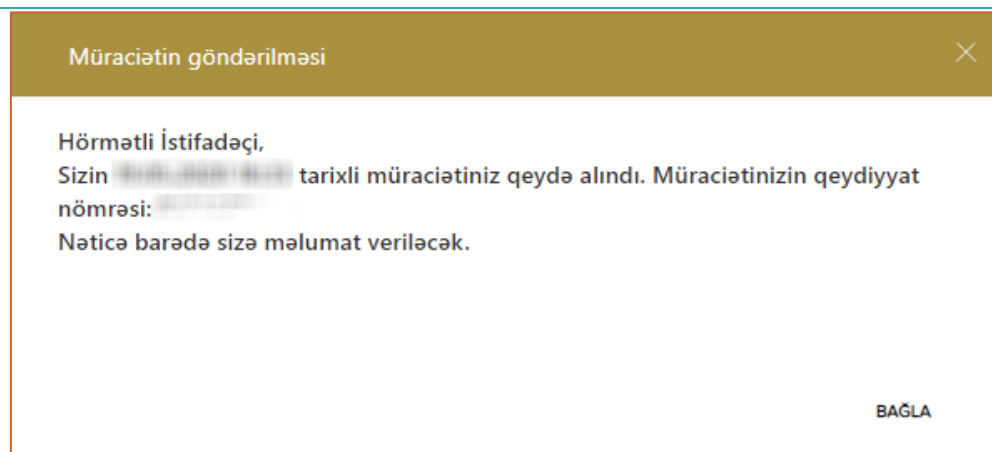 Müraciətin göndərilməsi
Hörmətli İstifadəçi,
Sizin tarixli müraciətiniz qeydə alındı. Müraciətinizin qeydiyyat
nömrəsi:
Nəticə barədə sizə məlumat veriləcək.
BAĞLA